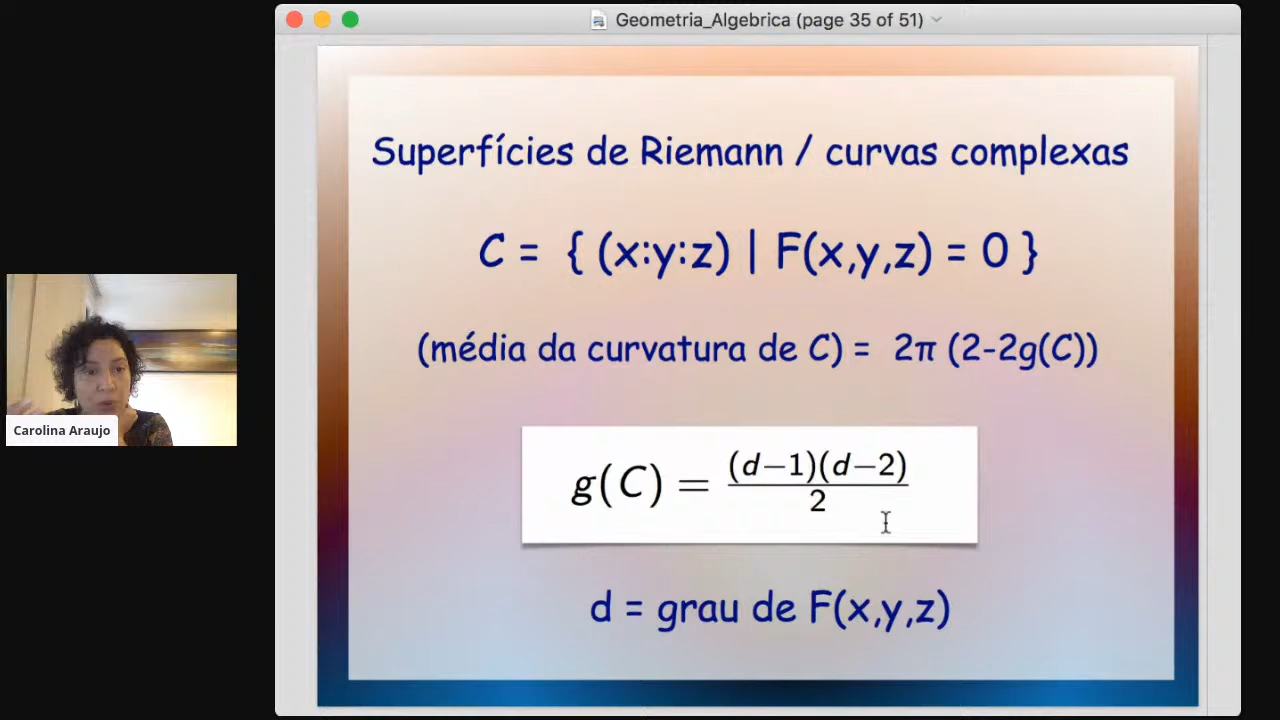 Geometria_Algebrica (page 35 of 51)
Superfícies de Riemann / curvas complexas
C = { (x:y:z) | F(x,y,z) = 0 }
(média da curvatura de C) = 2π (2-2g(C))
g(C) = (d−1)(d−2)
2
d = grau de F(x,y,z)
Carolina Araujo